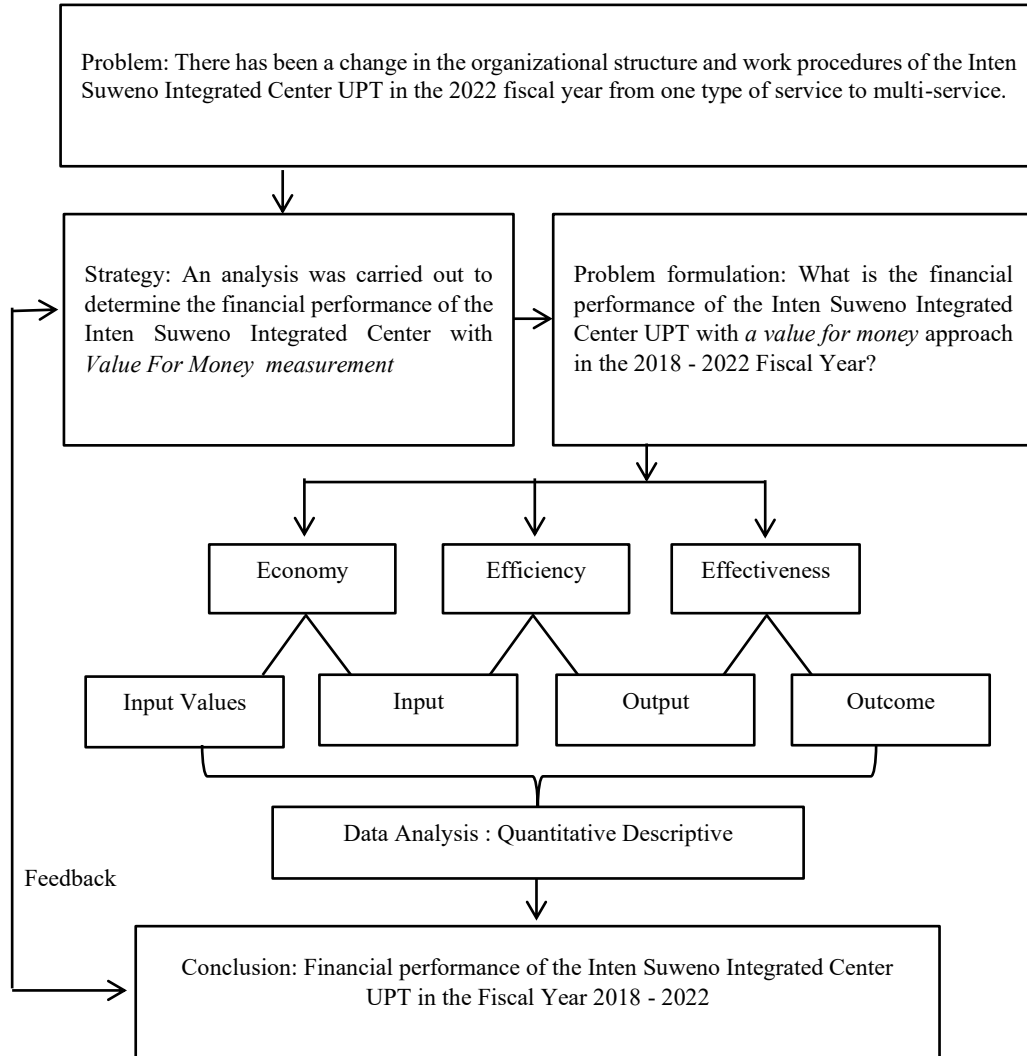 Problem: There has been a change in the organizational structure and work procedures of the Inten
Suweno Integrated Center UPT in the 2022 fiscal year from one type of service to multi-service.
Strategy: An analysis was carried out to
determine the financial performance of the
Inten Suweno Integrated Center with
Value For Money measurement
Problem formulation: What is the financial
performance of the Inten Suweno Integrated
Center UPT with a value for money approach
in the 2018 - 2022 Fiscal Year?
Economy
Efficiency
Effectiveness
Input Values
Input
Output
Outcome
Data Analysis : Quantitative Descriptive
Feedback
Conclusion: Financial performance of the Inten Suweno Integrated Center
UPT in the Fiscal Year 2018 - 2022